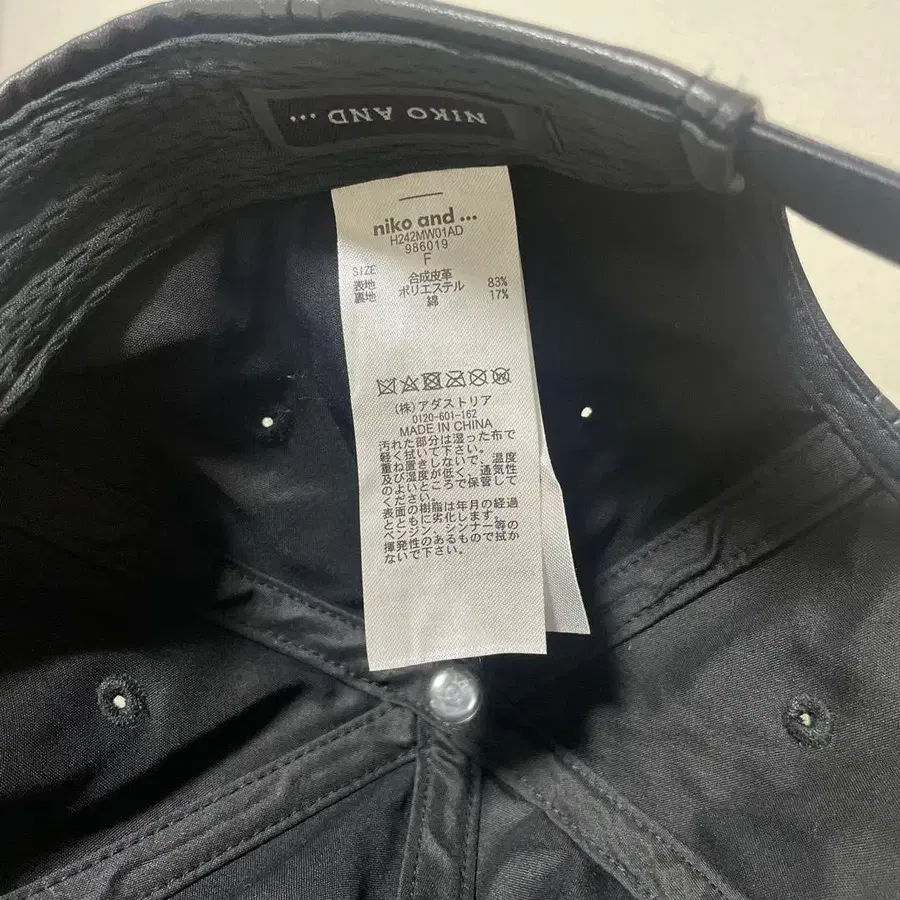 NIKO AND ...
niko and ...
H242MW01AD
986019
F
SIZE
表地 合成皮革
裏地 ポリエステル 83%
綿 17%
(株)アダストリア
0120-601-162
MADE IN CHINA
汚れた部分は湿った布で
軽く拭いて下さい。
重ね置きしないで、温度
及び湿度が低く、通気性
のよいところで保管して
ください。
表面の樹脂は年月の経過
とともに劣化します。
ベンジン、シンナー等の
揮発性のあるもので拭か
ないで下さい。